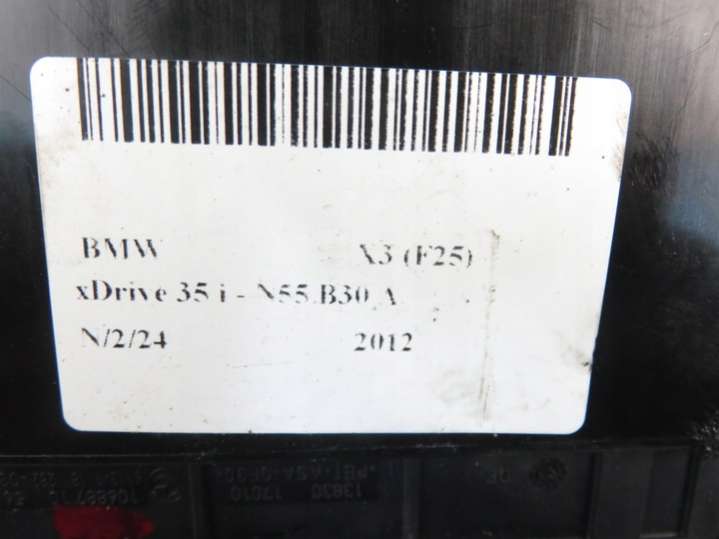 BMW X3 (F25)
xDrive 35 i - N55.B30 A
N/2/24 2012